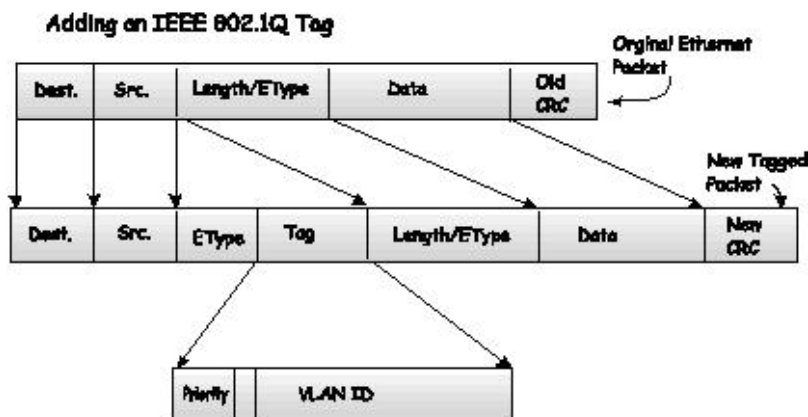 Adding an IEEE 802.1Q Tag
Orginal Ethernet
Packet
Dest. Src. Length/EType Data Old
CRC
New Tagged
Packet
Dest. Src. EType Tag Length/EType Data New
CRC
Priority VLAN ID